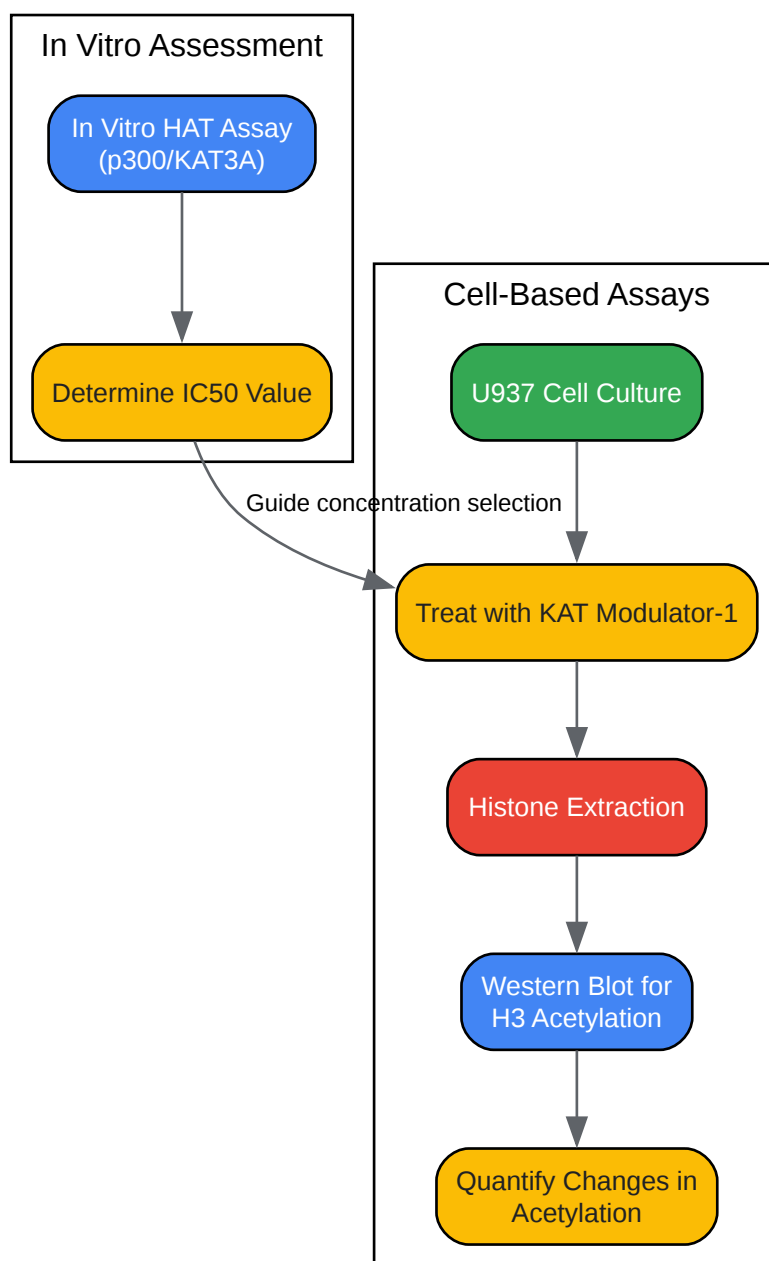 In Vitro Assessment
In Vitro HAT Assay
(p300/KAT3A)
Determine IC50 Value
Guide concentration selection
Cell-Based Assays
U937 Cell Culture
Treat with KAT Modulator-1
Histone Extraction
Western Blot for
H3 Acetylation
Quantify Changes in
Acetylation